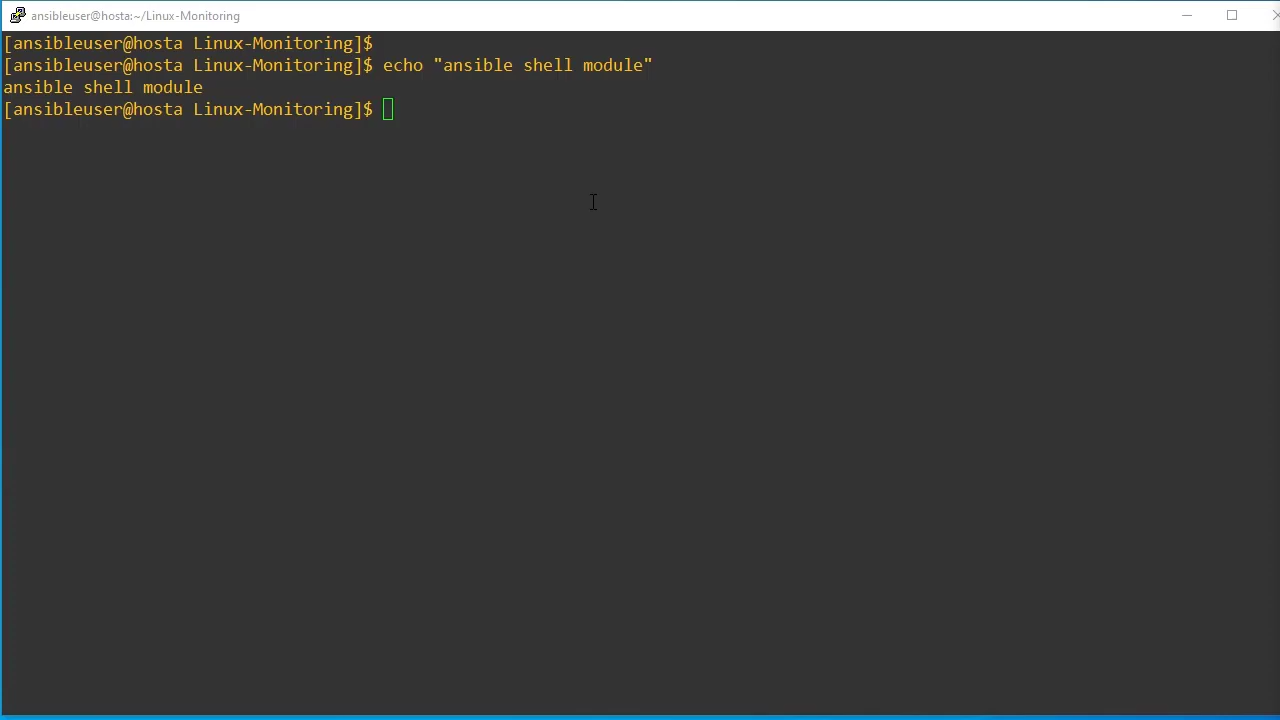 ansibleuser@hosta:~/Linux-Monitoring
[ansibleuser@hosta Linux-Monitoring]$
[ansibleuser@hosta Linux-Monitoring]$ echo "ansible shell module"
ansible shell module
[ansibleuser@hosta Linux-Monitoring]$